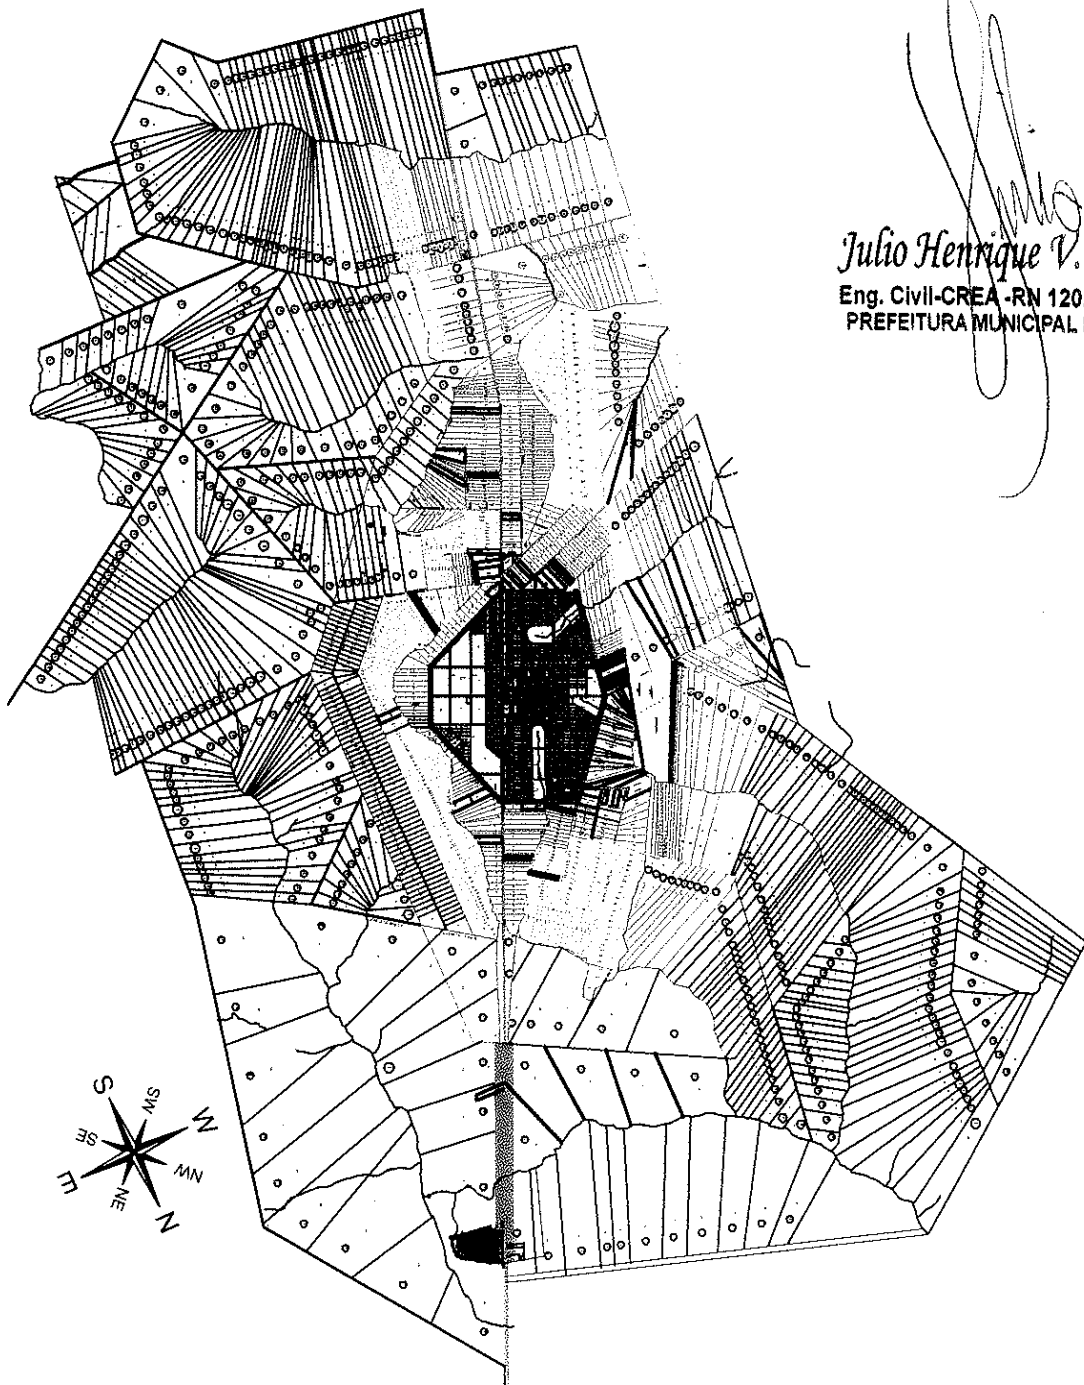 Julio Henrique V.
Eng. Civil-CREA-RN 120
PREFEITURA MUNICIPAL
S
SW
W
SE
NW
E
NE
N